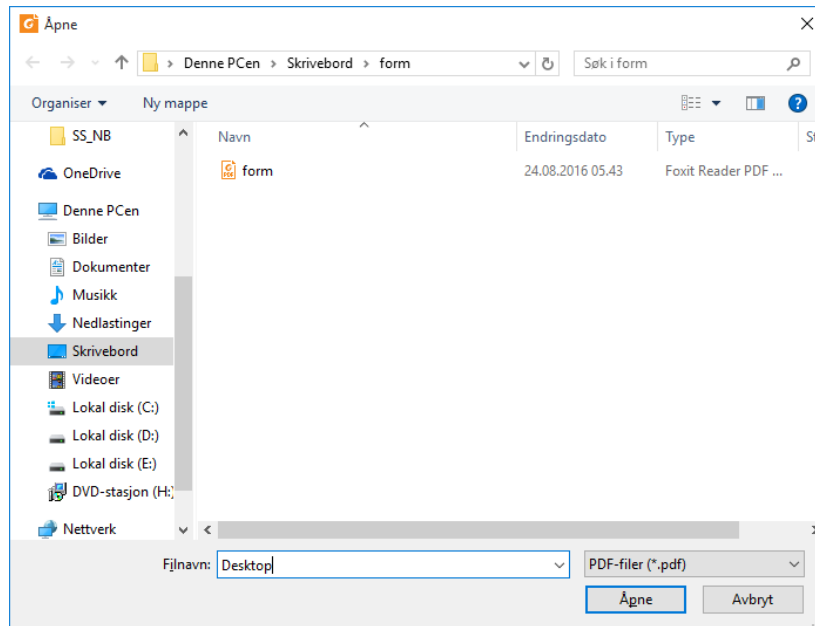 Åpne
Denne PCen > Skrivebord > form
Søk i form
Organiser
Ny mappe
SS_NB
Navn
Endringsdato
Type
St
OneDrive
form
24.08.2016 05.43
Foxit Reader PDF ...
Denne PCen
Bilder
Dokumenter
Musikk
Nedlastinger
Skrivebord
Videoer
Lokal disk (C:)
Lokal disk (D:)
Lokal disk (E:)
DVD-stasjon (H:)
Nettverk
Filnavn:
Desktop
PDF-filer (*.pdf)
Åpne
Avbryt